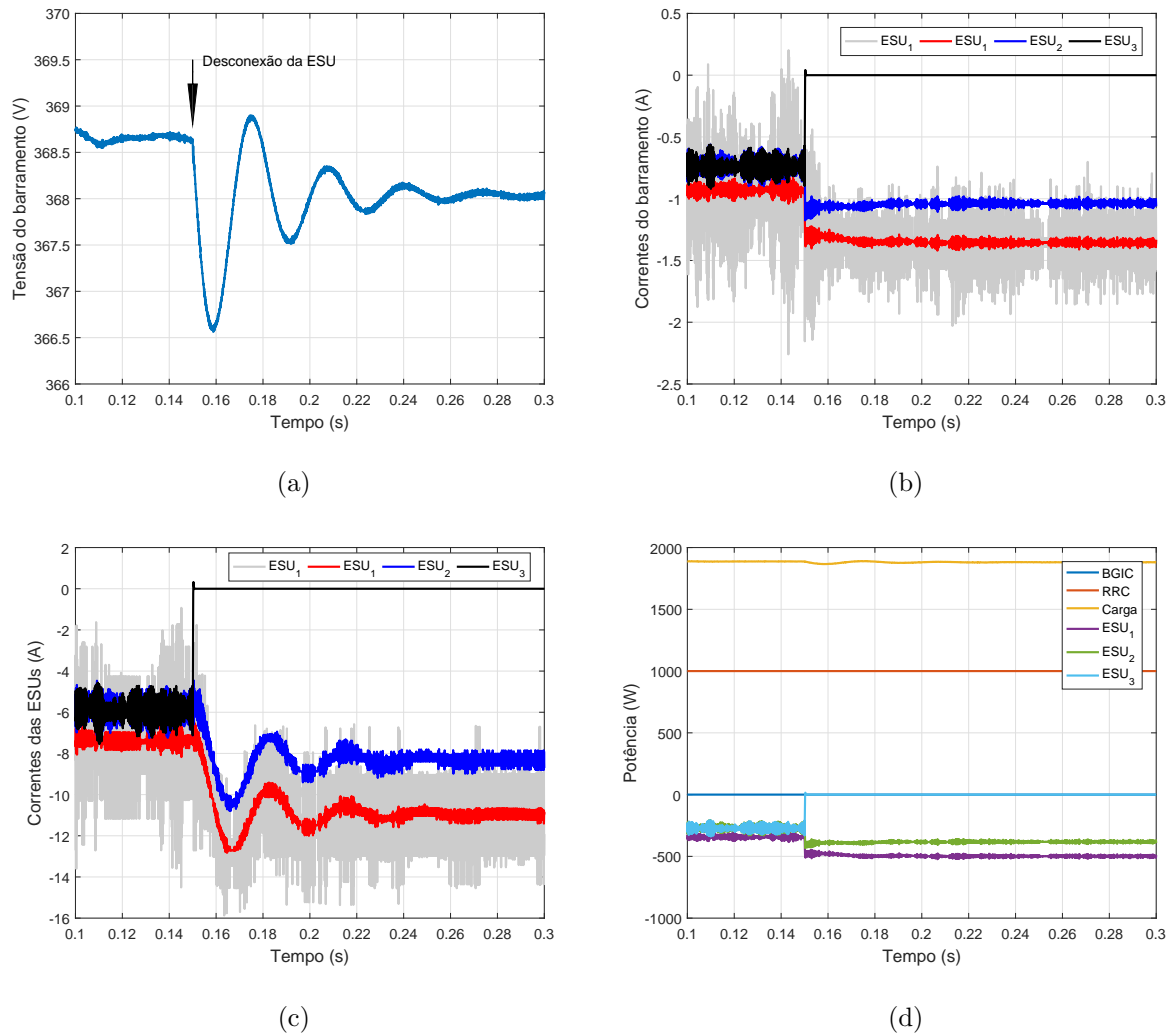 370
369.5
369
368.5
368
367.5
367
366.5
366
Tensão do barramento (V)
Desconexão da ESU
0.1 0.12 0.14 0.16 0.18 0.2 0.22 0.24 0.26 0.28 0.3
Tempo (s)
(a)
0
-0.5
-1
-1.5
-2
-2.5
Correntes do barramento (A)
ESU1 ESU1 ESU2 ESU3
0.1 0.12 0.14 0.16 0.18 0.2 0.22 0.24 0.26 0.28 0.3
Tempo (s)
(b)
2
0
-2
-4
-6
-8
-10
-12
-14
-16
Correntes das ESUs (A)
ESU1 ESU1 ESU2 ESU3
0.1 0.12 0.14 0.16 0.18 0.2 0.22 0.24 0.26 0.28 0.3
Tempo (s)
(c)
2000
1500
1000
500
0
-500
-1000
Potência (W)
BGIC
RRC
Carga
ESU1
ESU2
ESU3
0.1 0.12 0.14 0.16 0.18 0.2 0.22 0.24 0.26 0.28 0.3
Tempo (s)
(d)